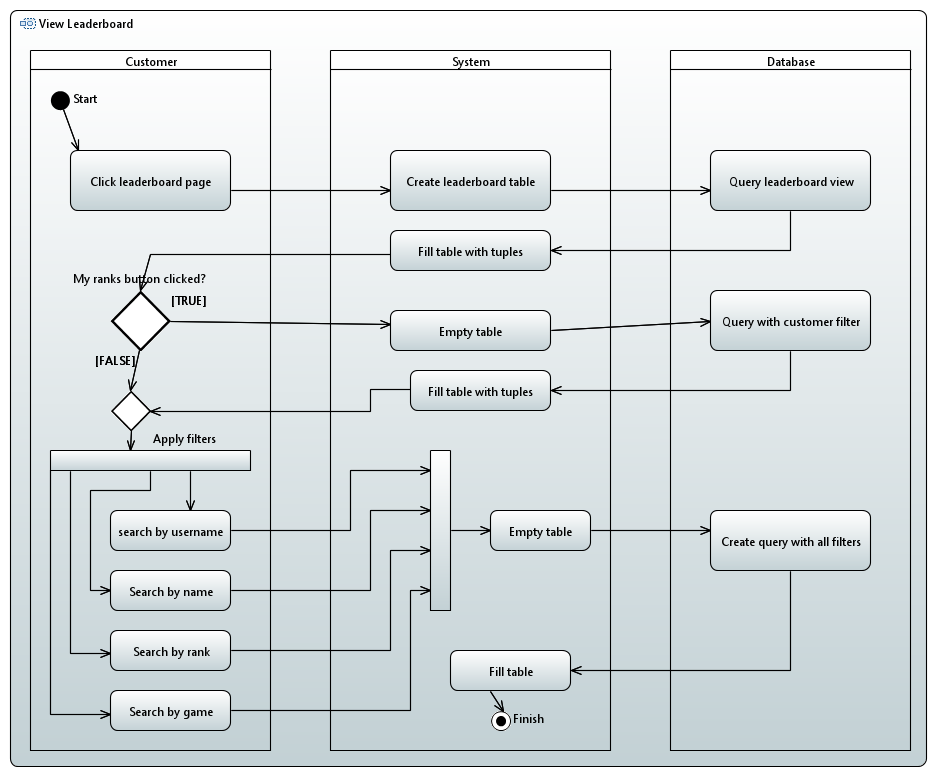 View Leaderboard
Customer
System
Database
Start
Click leaderboard page
Create leaderboard table
Query leaderboard view
Fill table with tuples
My ranks button clicked?
[TRUE]
Empty table
Query with customer filter
[FALSE]
Fill table with tuples
Apply filters
search by username
Empty table
Create query with all filters
Search by name
Search by rank
Fill table
Search by game
Finish